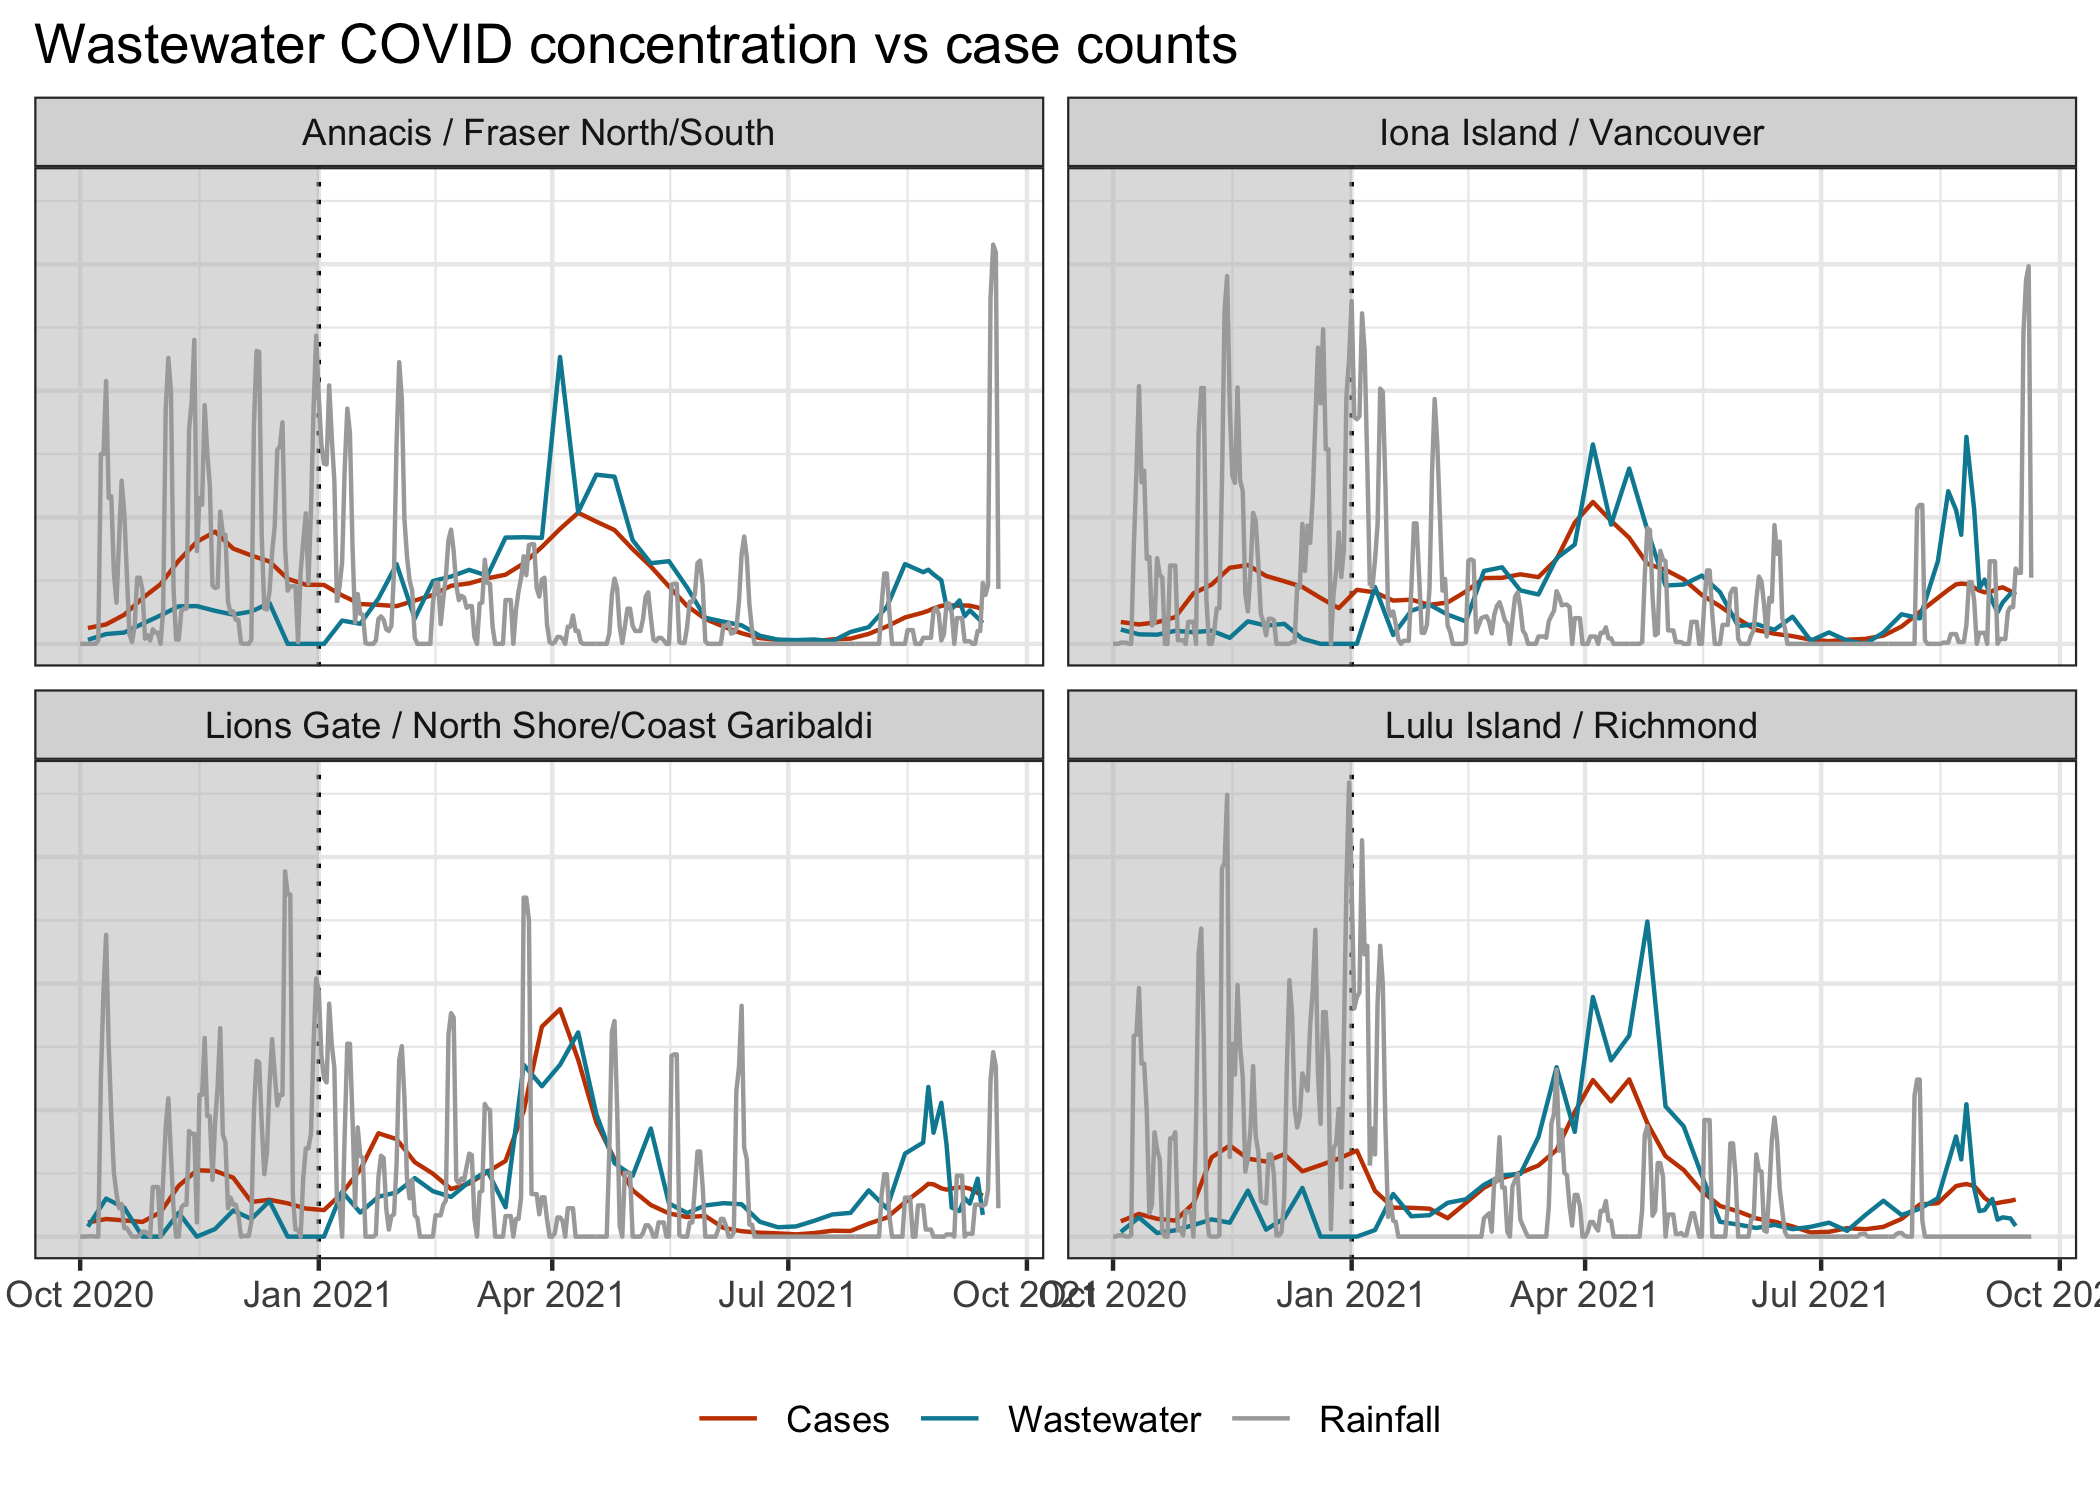 Wastewater COVID concentration vs case counts
Annacis / Fraser North/South
Iona Island / Vancouver
Lions Gate / North Shore/Coast Garibaldi
Lulu Island / Richmond
Oct 2020 Jan 2021 Apr 2021 Jul 2021 Oct 2021 Oct 2020 Jan 2021 Apr 2021 Jul 2021 Oct 202
Cases Wastewater Rainfall